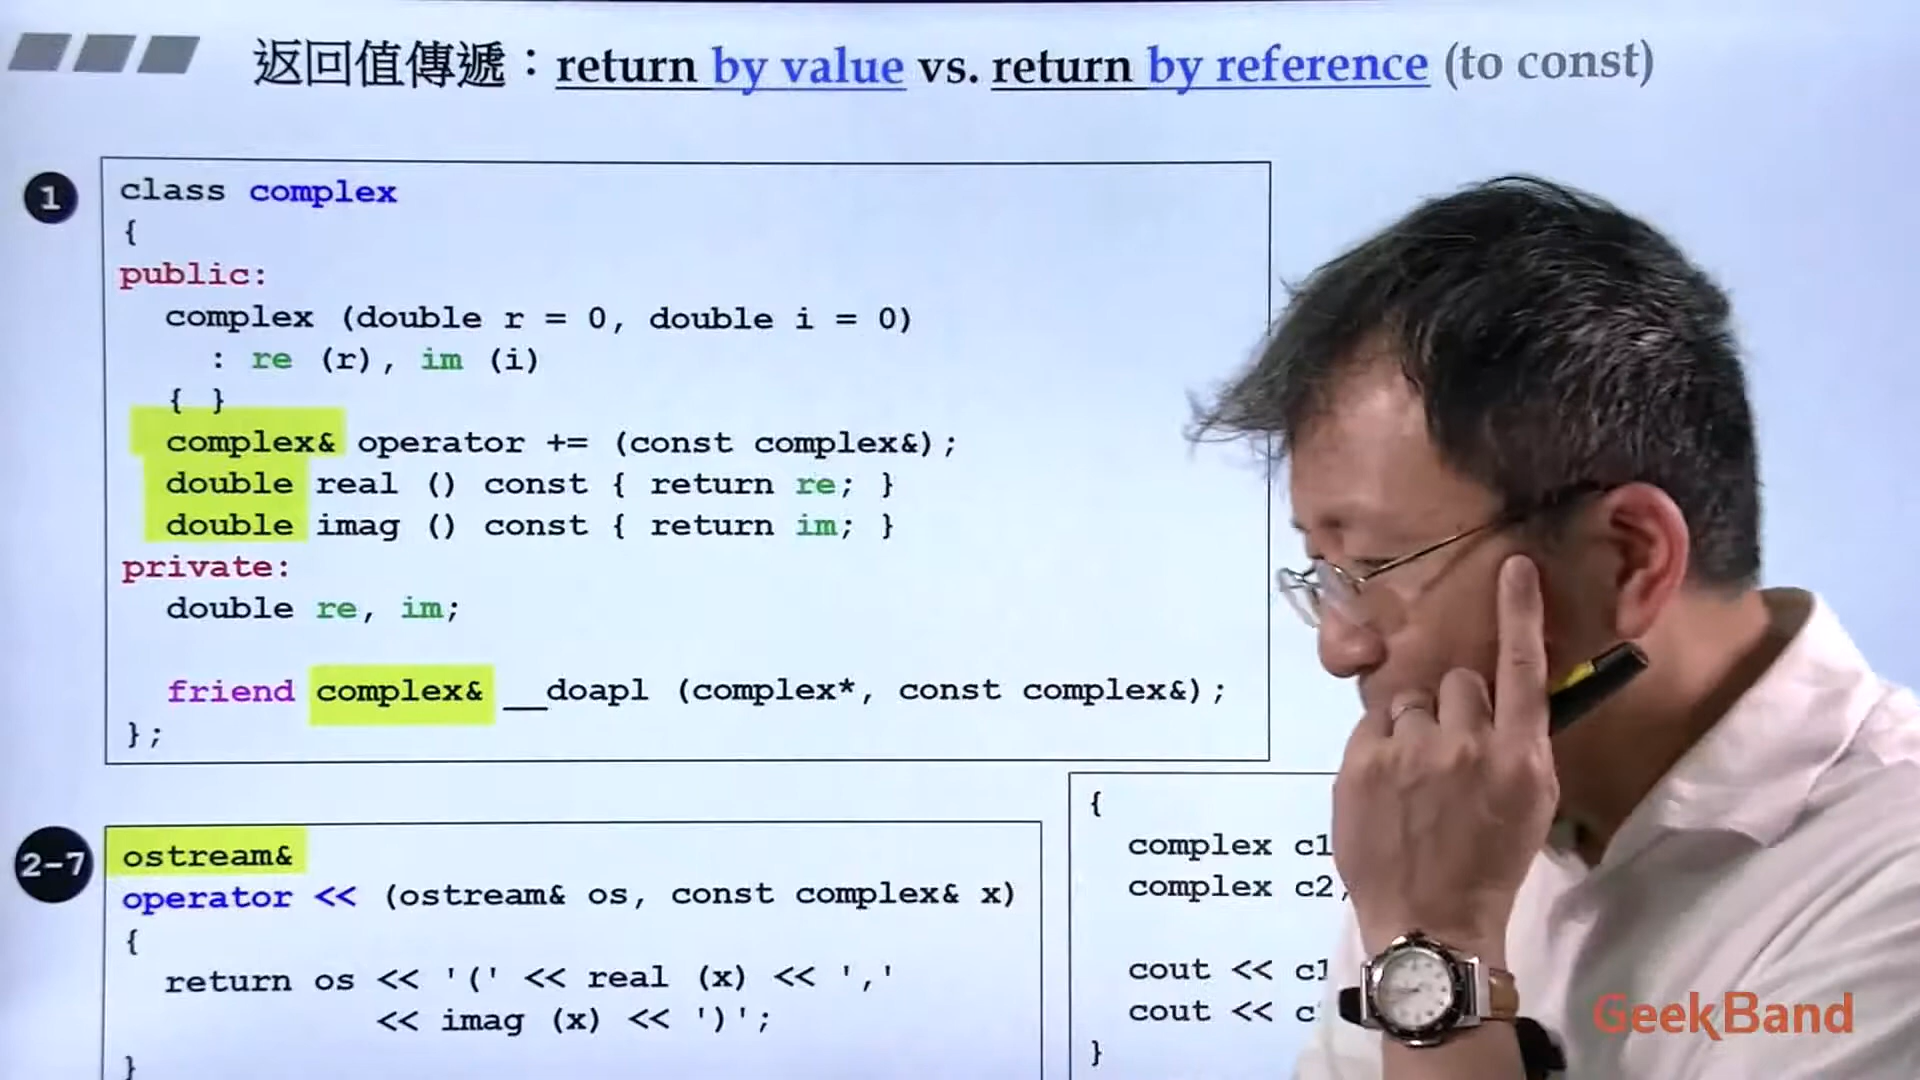 返回值傳遞：return by value vs. return by reference (to const)
1
class complex
{
public:
complex (double r = 0, double i = 0)
: re (r), im (i)
{ }
complex& operator += (const complex&);
double real () const { return re; }
double imag () const { return im; }
private:
double re, im;
friend complex& __doapl (complex*, const complex&);
};
2-7
ostream&
operator << (ostream& os, const complex& x)
{
return os << '(' << real (x) << ','
<< imag (x) << ')';
}
{
complex c1
complex c2
cout << c1
cout << c
}
GeekBand